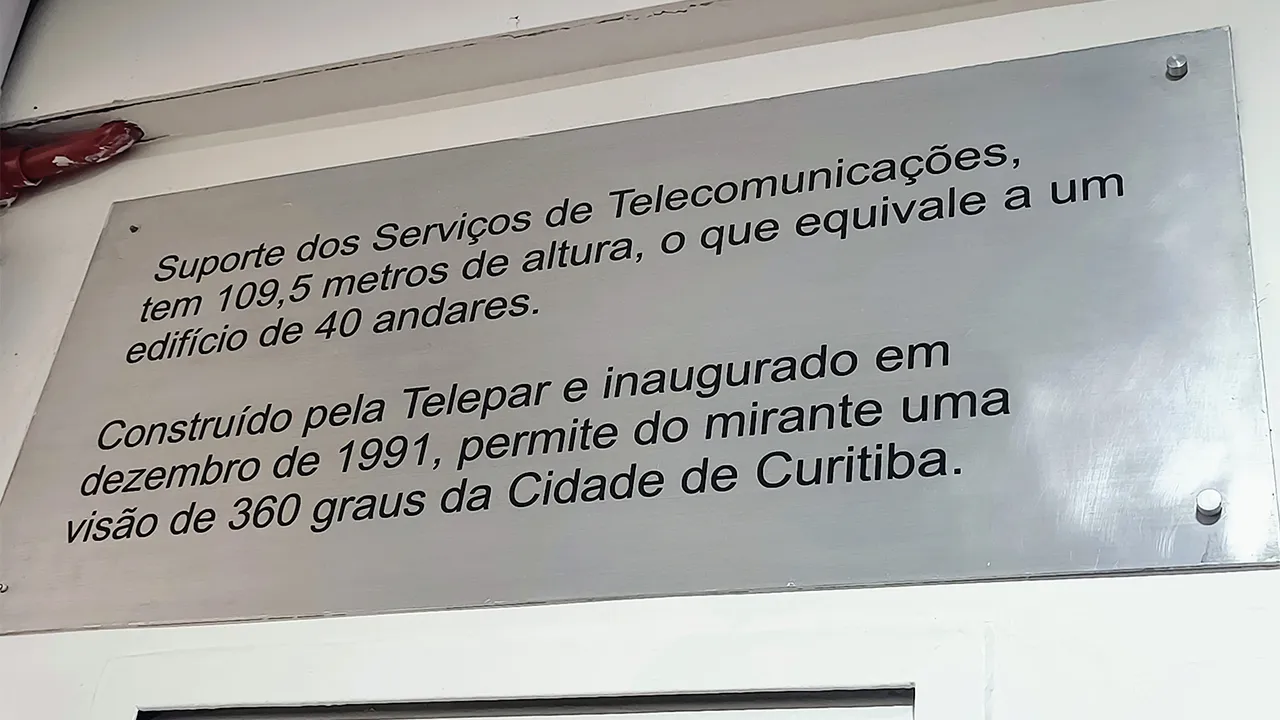 Suporte dos Serviços de Telecomunicações,
tem 109,5 metros de altura, o que equivale a um
edifício de 40 andares.
Construído pela Telepar e inaugurado em
dezembro de 1991, permite do mirante uma
visão de 360 graus da Cidade de Curitiba.